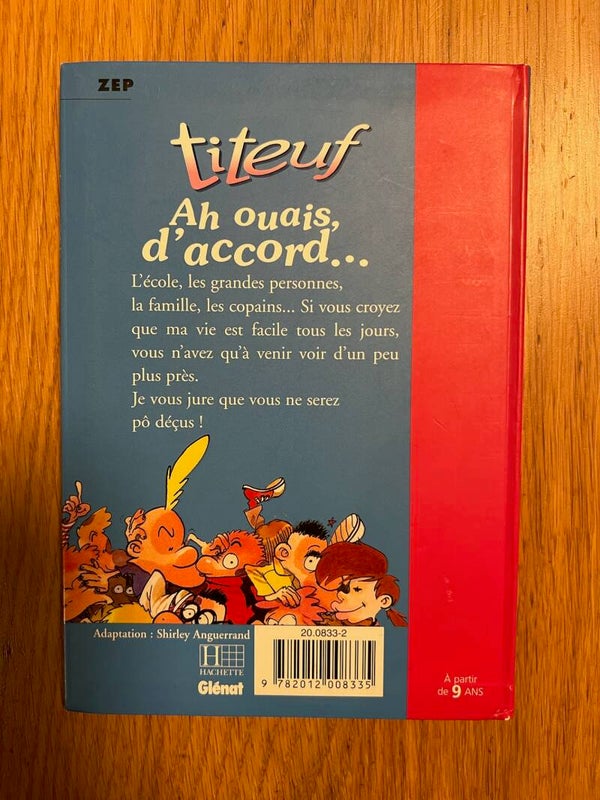 ZEP
titeuf
Ah ouais,
d'accord...
L'école, les grandes personnes,
la famille, les copains... Si vous croyez
que ma vie est facile tous les jours,
vous n'avez qu'à venir voir d'un peu
plus près.
Je vous jure que vous ne serez
pô déçus !
Adaptation : Shirley Anguerrand
H
HACHETTE
Glénat
20.0833-2
9 782012 008335
À partir
de 9 ANS